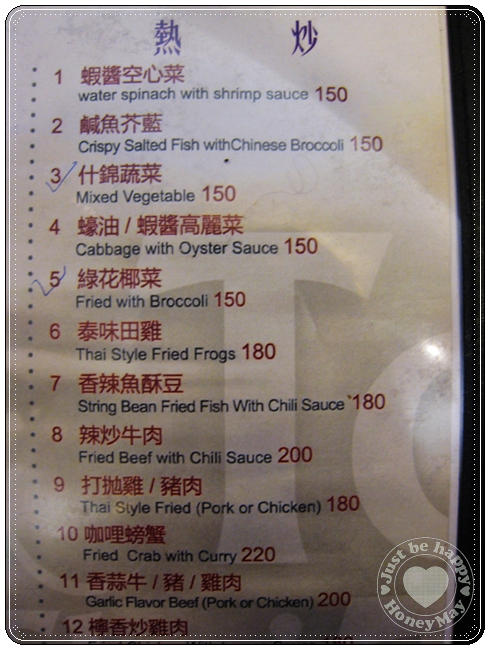 熱 炒
1 蝦醬空心菜
water spinach with shrimp sauce 150
2 鹹魚芥藍
Crispy Salted Fish withChinese Broccoli 150
3 什錦蔬菜
Mixed Vegetable 150
4 蠔油 / 蝦醬高麗菜
Cabbage with Oyster Sauce 150
5 綠花椰菜
Fried with Broccoli 150
6 泰味田雞
Thai Style Fried Frogs 180
7 香辣魚酥豆
String Bean Fried Fish With Chili Sauce 180
8 辣炒牛肉
Fried Beef with Chili Sauce 200
9 打拋雞 / 豬肉
Thai Style Fried (Pork or Chicken) 180
10 咖哩螃蟹
Fried Crab with Curry 220
11 香蒜牛 / 豬 / 雞肉
Garlic Flavor Beef (Pork or Chicken) 200
12 檸香炒雞肉
Just be happy
HoneyMay